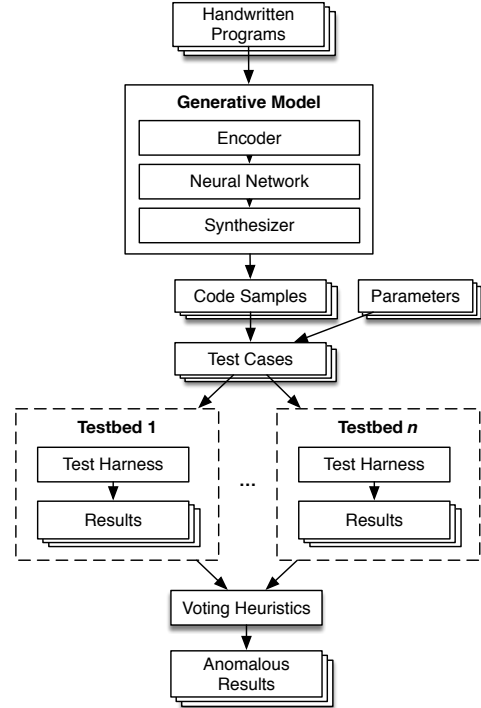 Handwritten
Programs
Generative Model
Encoder
Neural Network
Synthesizer
Code Samples
Parameters
Test Cases
Testbed 1
Testbed n
Test Harness
Test Harness
...
Results
Results
Voting Heuristics
Anomalous
Results